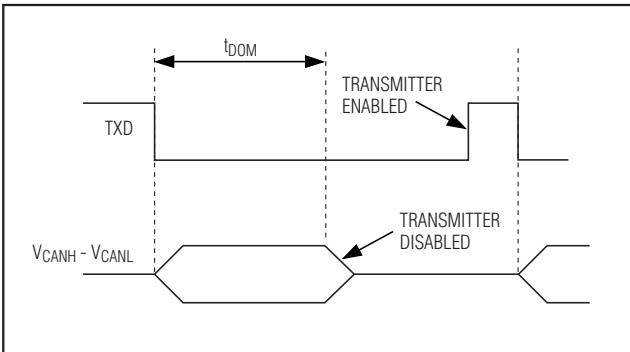 tDOM
TRANSMITTER
ENABLED
TXD
TRANSMITTER
DISABLED
VCANH - VCANL